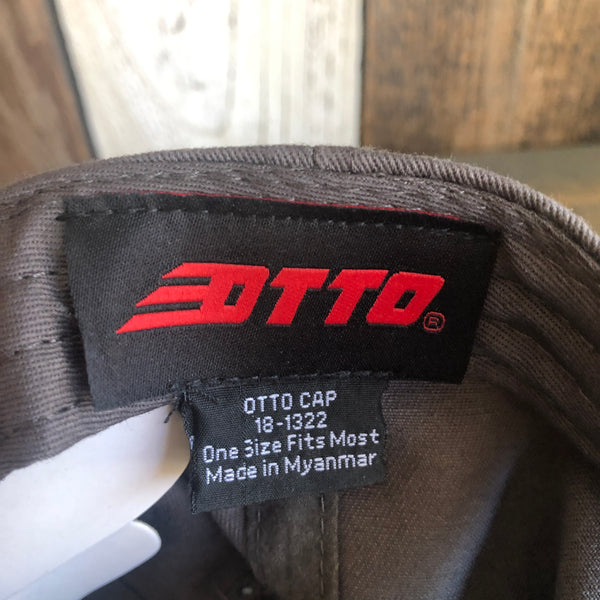 OTTO®
OTTO CAP
18-1322
One Size Fits Most
Made in Myanmar